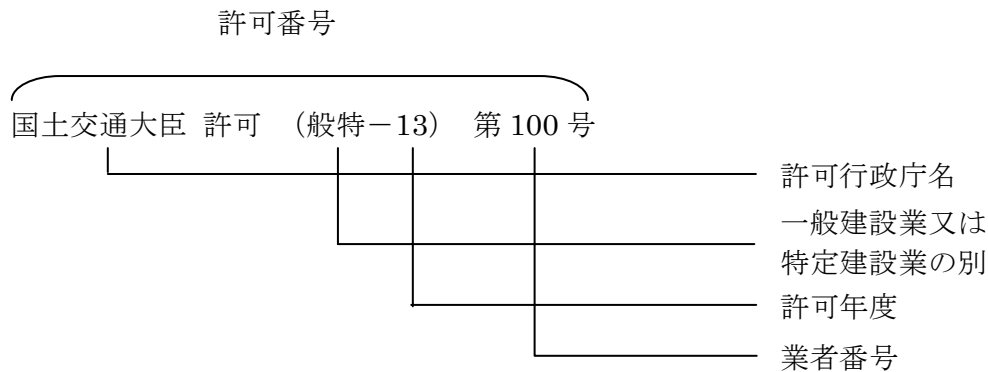 許可番号
国土交通大臣 許可 （般特－13） 第 100 号
許可行政庁名
一般建設業又は
特定建設業の別
許可年度
業者番号